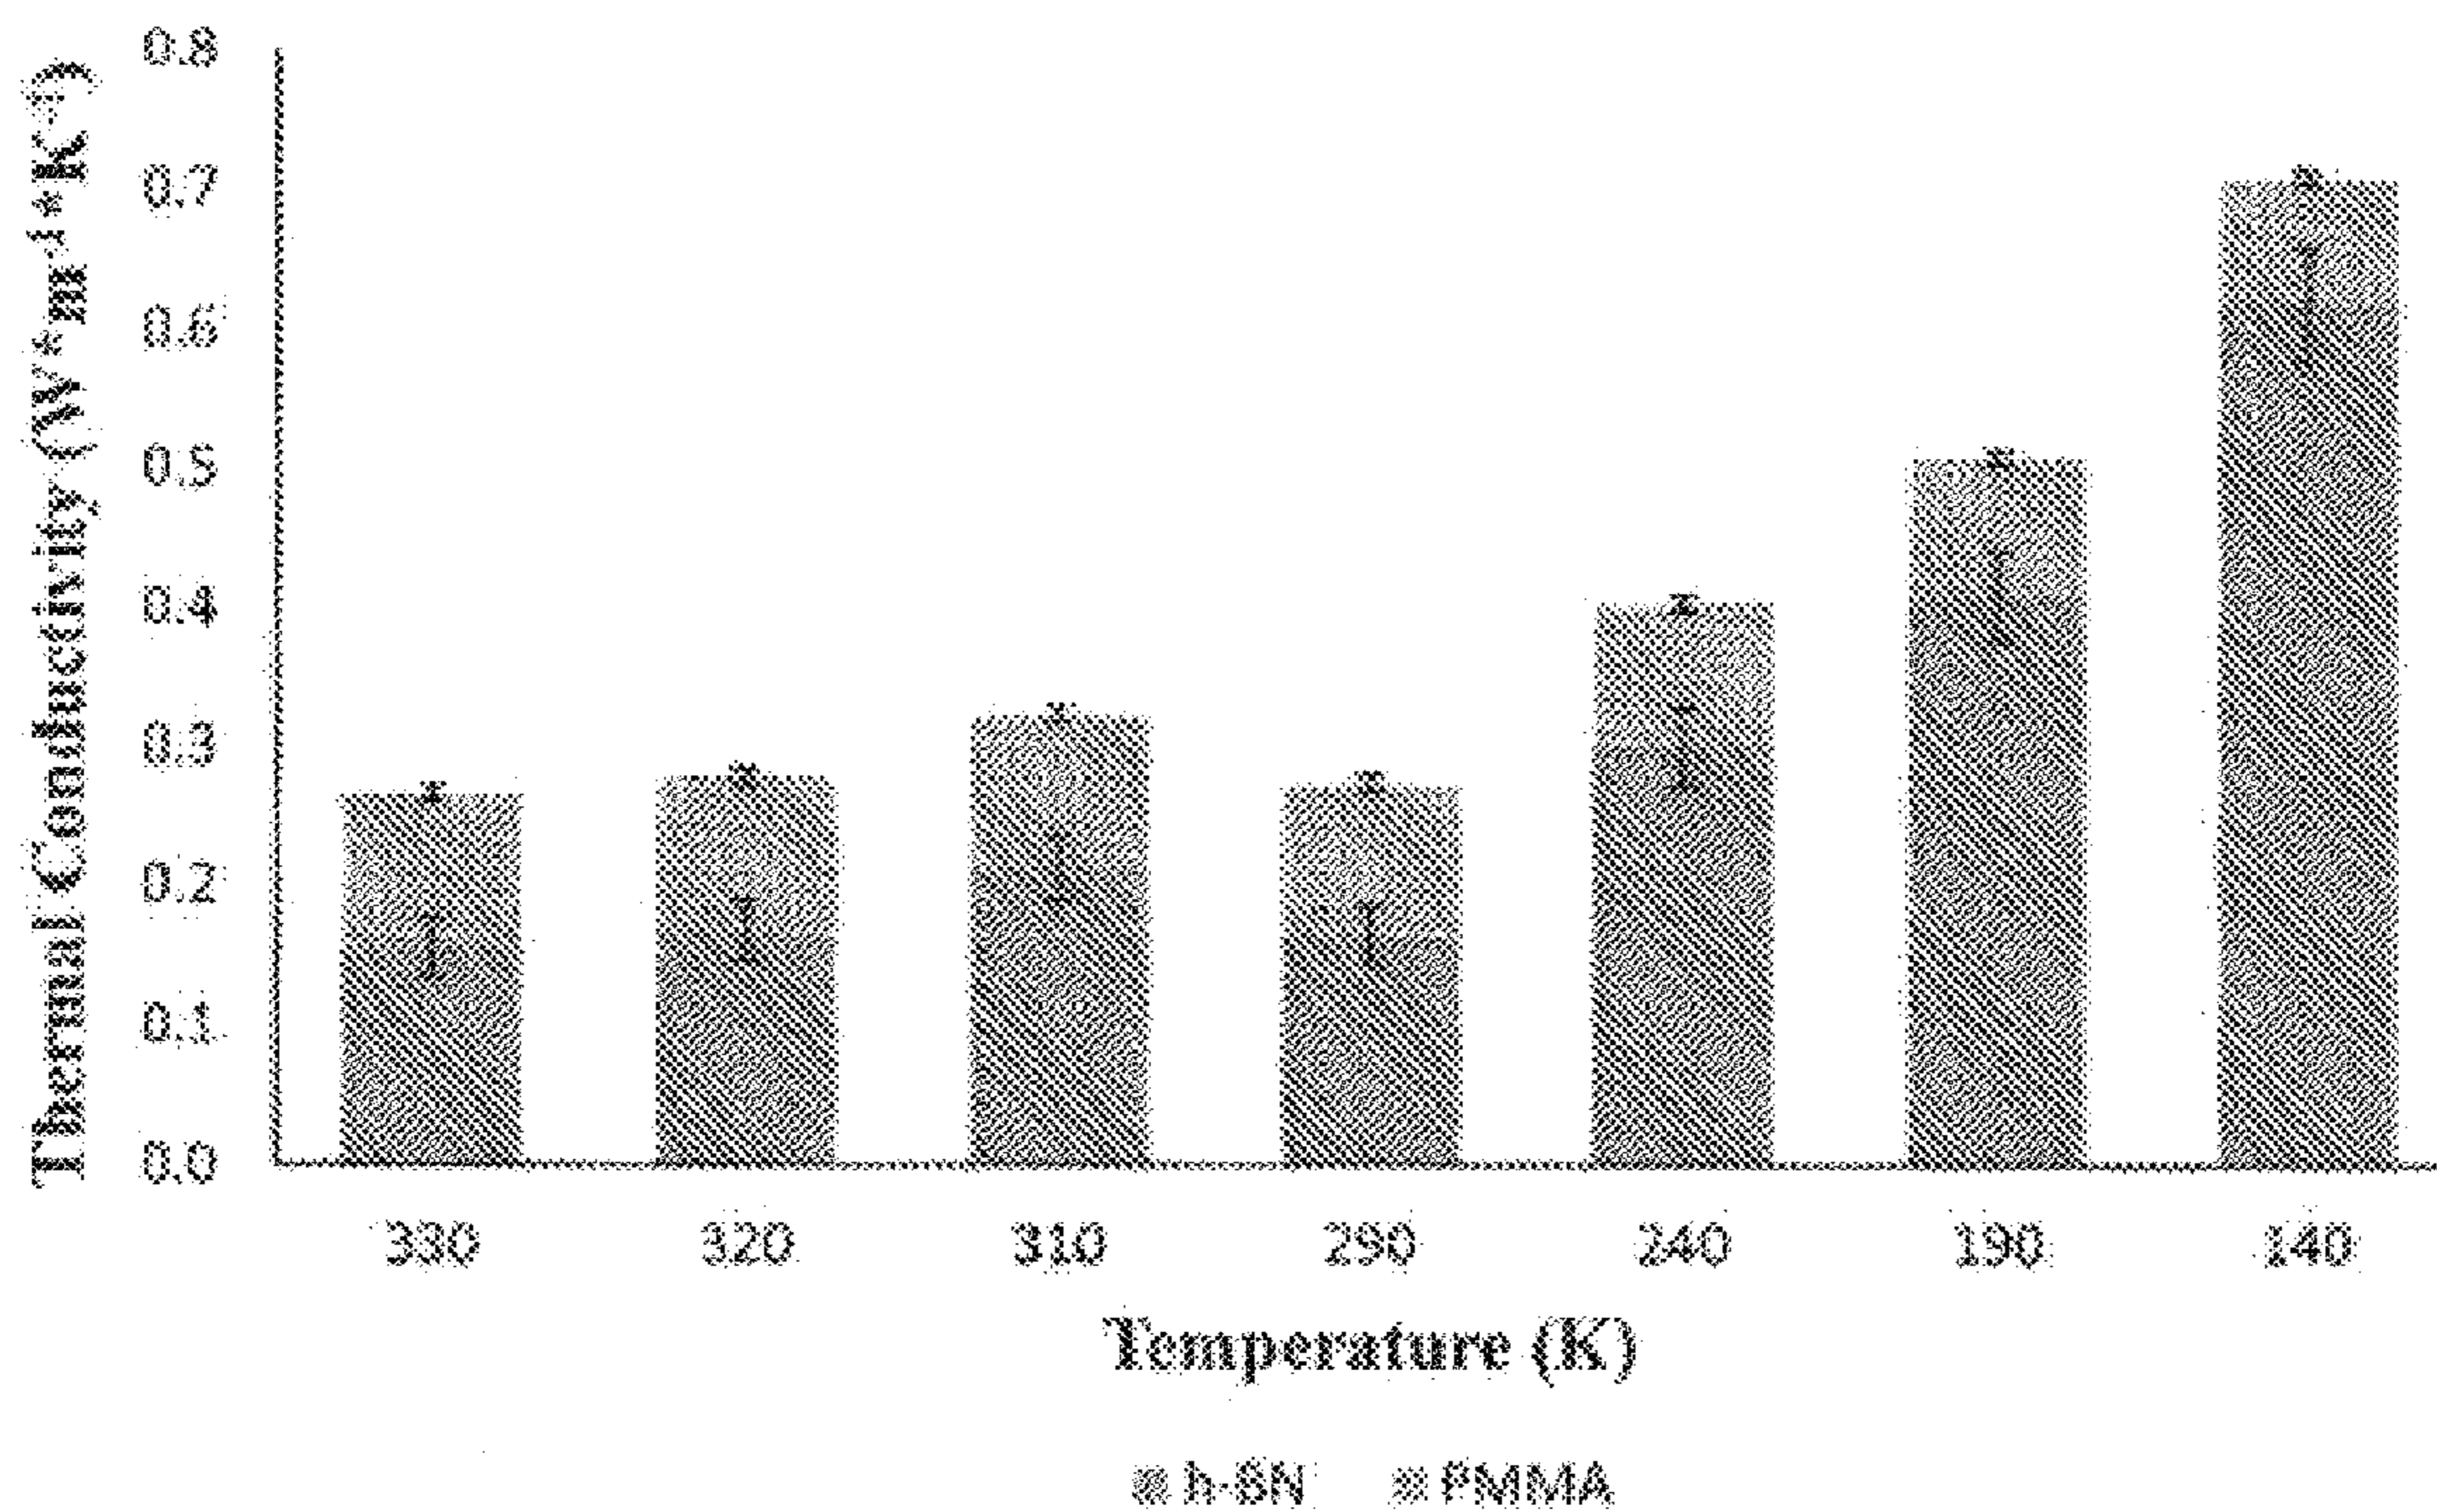 Thermal Conductivity (W*m⁻¹*K⁻¹)
0.8
0.7
0.6
0.5
0.4
0.3
0.2
0.1
0.0
330 320 310 290 240 190 140
Temperature (K)
h-BN PMMA